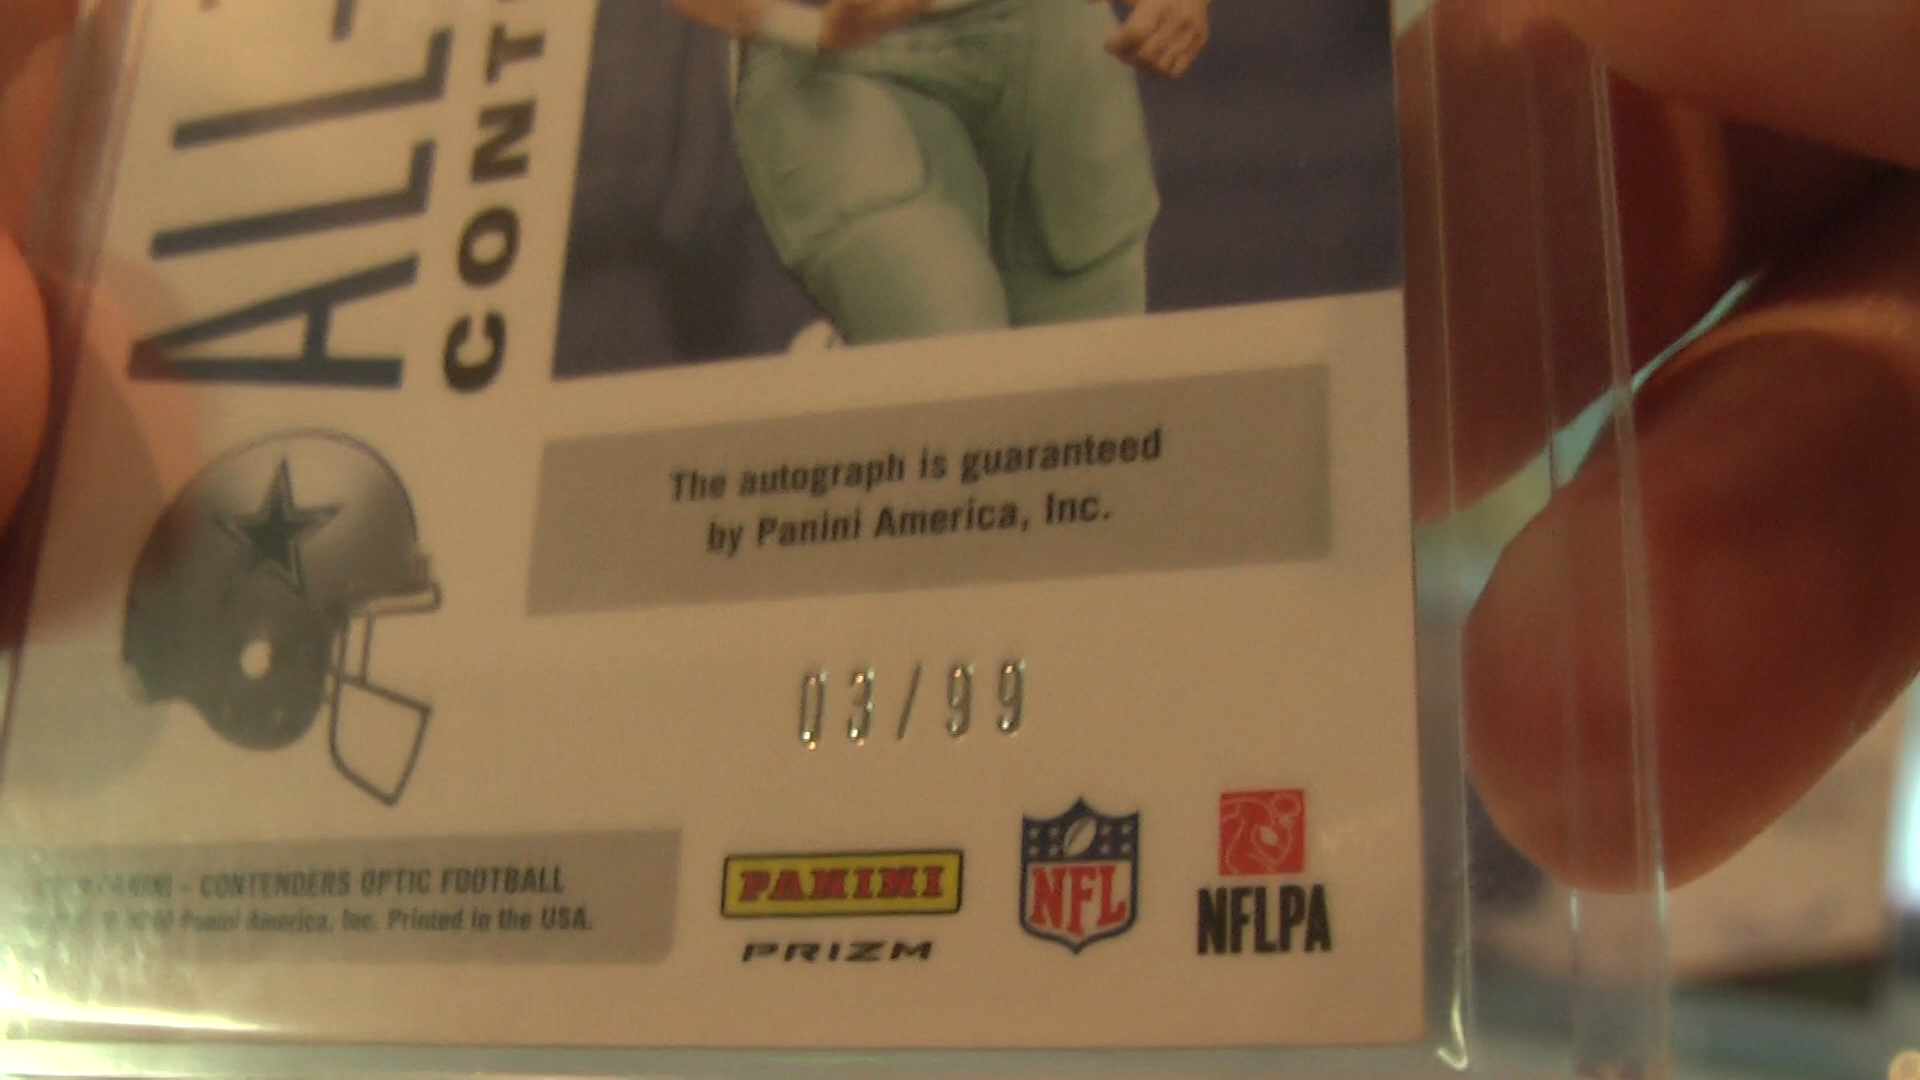 ALL-
CONT
The autograph is guaranteed
by Panini America, Inc.
03/99
PANINI - CONTENDERS OPTIC FOOTBALL
Panini America, Inc. Printed in the USA.
PANINI
PRIZM
NFL
NFLPA